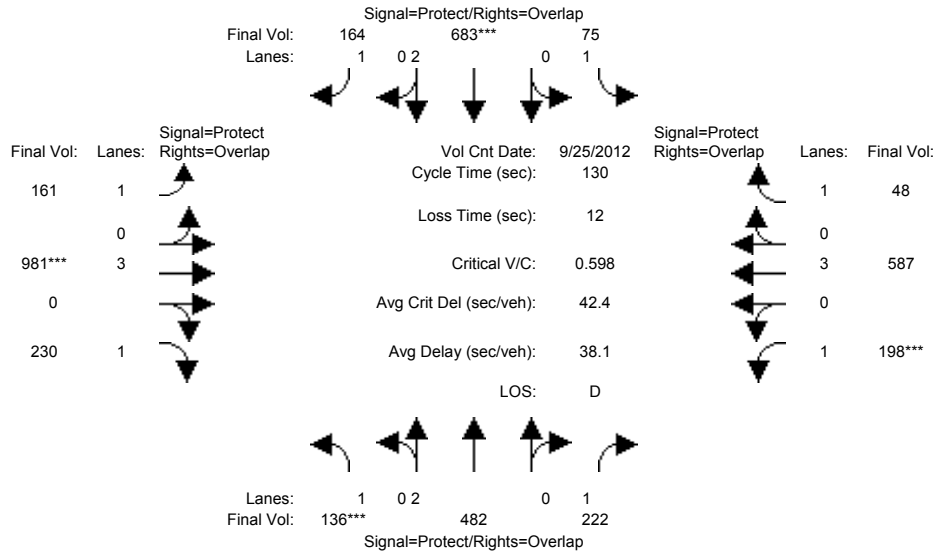 Signal=Protect/Rights=Overlap
Final Vol: 164 683*** 75
Lanes: 1 0 2 0 1
Signal=Protect
Final Vol: Lanes: Rights=Overlap
Vol Cnt Date: 9/25/2012
Signal=Protect
Rights=Overlap Lanes: Final Vol:
Cycle Time (sec): 130
161 1
1 48
Loss Time (sec): 12
0
0
981*** 3
Critical V/C: 0.598
3 587
0
Avg Crit Del (sec/veh): 42.4
0
230 1
Avg Delay (sec/veh): 38.1
1 198***
LOS: D
Lanes: 1 0 2 0 1
Final Vol: 136*** 482 222
Signal=Protect/Rights=Overlap